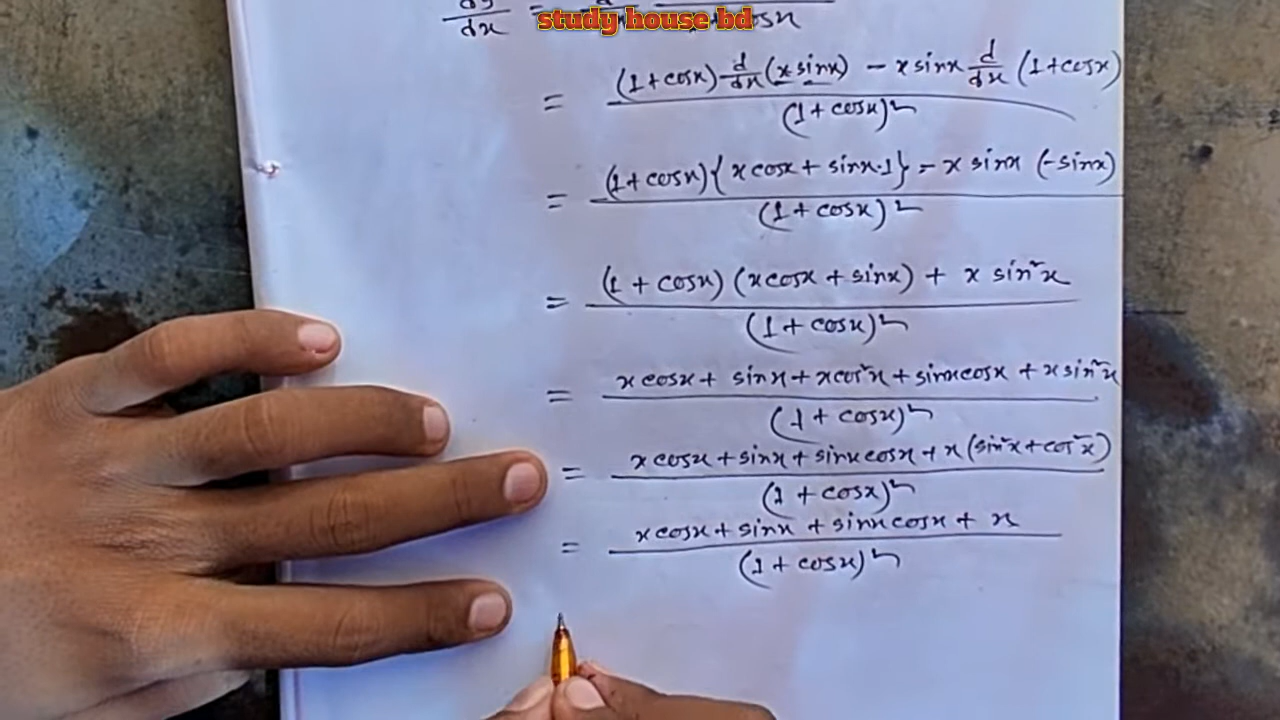 dy/dx = d
study house bd
cosx
= (1+cosx) d/dx (x sinx) - x sinx d/dx (1+cosx) / (1+cosx)²
= (1+cosx){x cosx + sinx·1} - x sinx (-sinx) / (1+cosx)²
= (1+cosx) (x cosx + sinx) + x sin²x / (1+cosx)²
= x cosx + sinx + x cos²x + sinx cosx + x sin²x / (1+cosx)²
= x cosx + sinx + sinx cosx + x (sin²x + cos²x) / (1+cosx)²
= x cosx + sinx + sinx cosx + x / (1+cosx)²